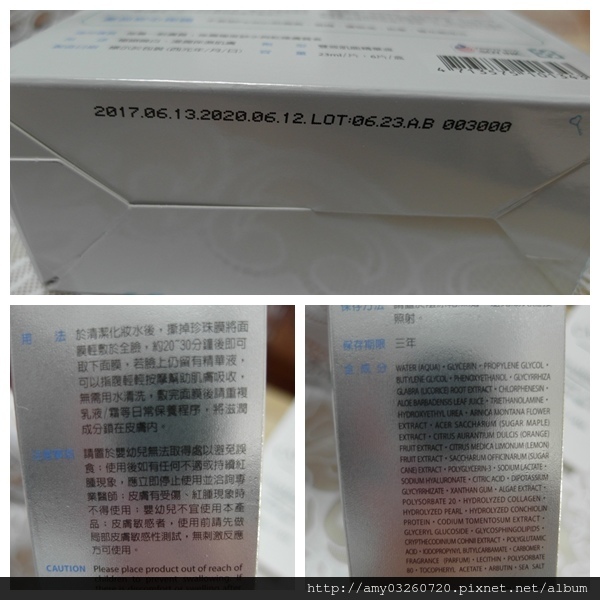 2017.06.13.2020.06.12.LOT:06.23.A.B 003000
用 法
於清潔化妝水後，撕掉珍珠膜將面
膜輕敷於全臉，約20~30分鐘後即可
取下面膜，若臉上仍留有精華液，
可以指腹輕輕按摩幫助肌膚吸收，
無需用水清洗，敷完面膜後請重複
乳液/霜等日常保養程序，將滋潤
成分鎖在皮膚內。
請置於嬰幼兒無法取得處以避免誤
食；使用後如有任何不適或持續紅
腫現象，應立即停止使用並洽詢專
業醫師；皮膚有受傷、紅腫現象時
不得使用；嬰幼兒不宜使用本產
品；皮膚敏感者，使用前請先做
局部皮膚敏感性測試，無刺激反應
方可使用。
CAUTION Please place product out of reach of
保存方法
照射。
保存期限 三年
全成分 WATER (AQUA)、GLYCERIN、PROPYLENE GLYCOL、
BUTYLENE GLYCOL、PHENOXYETHANOL、GLYCYRRHIZA
GLABRA (LICORICE) ROOT EXTRACT、CHLORPHENESIN、
ALOE BARBADENSIS LEAF JUICE、TRIETHANOLAMINE、
HYDROXYETHYL UREA、ARNICA MONTANA FLOWER
EXTRACT、ACER SACCHARUM (SUGAR MAPLE)
EXTRACT、CITRUS AURANTIUM DULCIS (ORANGE)
FRUIT EXTRACT、CITRUS MEDICA LIMONUM (LEMON)
FRUIT EXTRACT、SACCHARUM OFFICINARUM (SUGAR
CANE) EXTRACT、POLYGLYCERIN-3、SODIUM LACTATE、
SODIUM HYALURONATE、CITRIC ACID、DIPOTASSIUM
GLYCYRRHIZATE、XANTHAN GUM、ALGAE EXTRACT、
POLYSORBATE 20、HYDROLYZED COLLAGEN、
HYDROLYZED PEARL、HYDROLYZED CONCHIOLIN
PROTEIN、CODIUM TOMENTOSUM EXTRACT、
GLYCERYL GLUCOSIDE、GLYCOSPHINGOLIPIDS、
CRYPTHECODINIUM COHNII EXTRACT、POLYGLUTAMIC
ACID、IODOPROPYNYL BUTYLCARBAMATE、CARBOMER、
FRAGRANCE (PARFUM)、LECITHIN、POLYSORBATE
80、TOCOPHERYL ACETATE、ARBUTIN、SEA SALT
http://amy03260720.pixnet.net/album